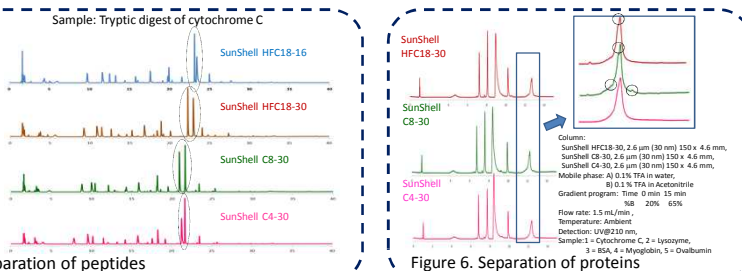 Sample: Tryptic digest of cytochrome C
SunShell HFC18-16
SunShell HFC18-30
SunShell C8-30
SunShell C4-30
paration of peptides
SunShell
HFC18-30
SunShell
C8-30
SunShell
C4-30
Column:
SunShell HFC18-30, 2.6 µm (30 nm) 150 x 4.6 mm,
SunShell C8-30, 2.6 µm (30 nm) 150 x 4.6 mm,
SunShell C4-30, 2.6 µm (30 nm) 150 x 4.6 mm,
Mobile phase: A) 0.1% TFA in water,
B) 0.1 % TFA in Acetonitrile
Gradient program: Time 0 min 15 min
%B 20% 65%
Flow rate: 1.5 mL/min ,
Temperature: Ambient
Detection: UV@210 nm,
Sample:1 = Cytochrome C, 2 = Lysozyme,
3 = BSA, 4 = Myoglobin, 5 = Ovalbumin
Figure 6. Separation of proteins